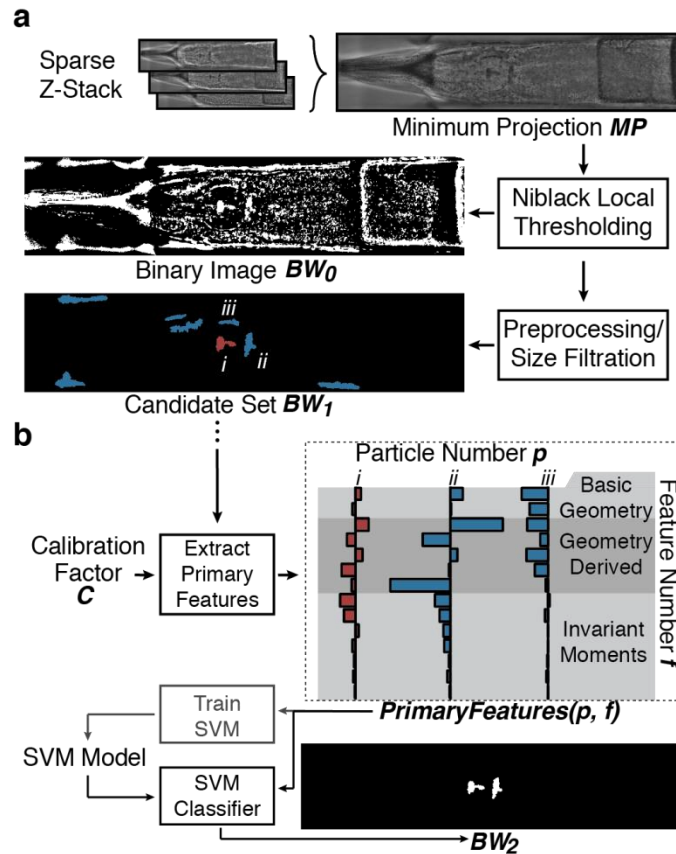 a
Sparse
Z-Stack
Minimum Projection MP
Niblack Local
Thresholding
Binary Image BW0
Preprocessing/
Size Filtration
iii
i
ii
Candidate Set BW1
b
Particle Number p
i
ii
iii
Basic
Geometry
Geometry
Derived
Invariant
Moments
Feature Number f
Calibration
Factor
C
Extract
Primary
Features
PrimaryFeatures(p, f)
Train
SVM
SVM Model
SVM
Classifier
BW2